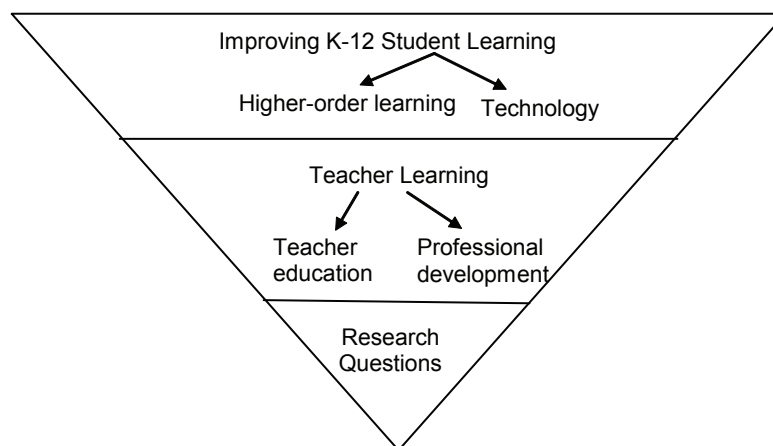 Improving K-12 Student Learning
Higher-order learning
Technology
Teacher Learning
Teacher
education
Professional
development
Research
Questions